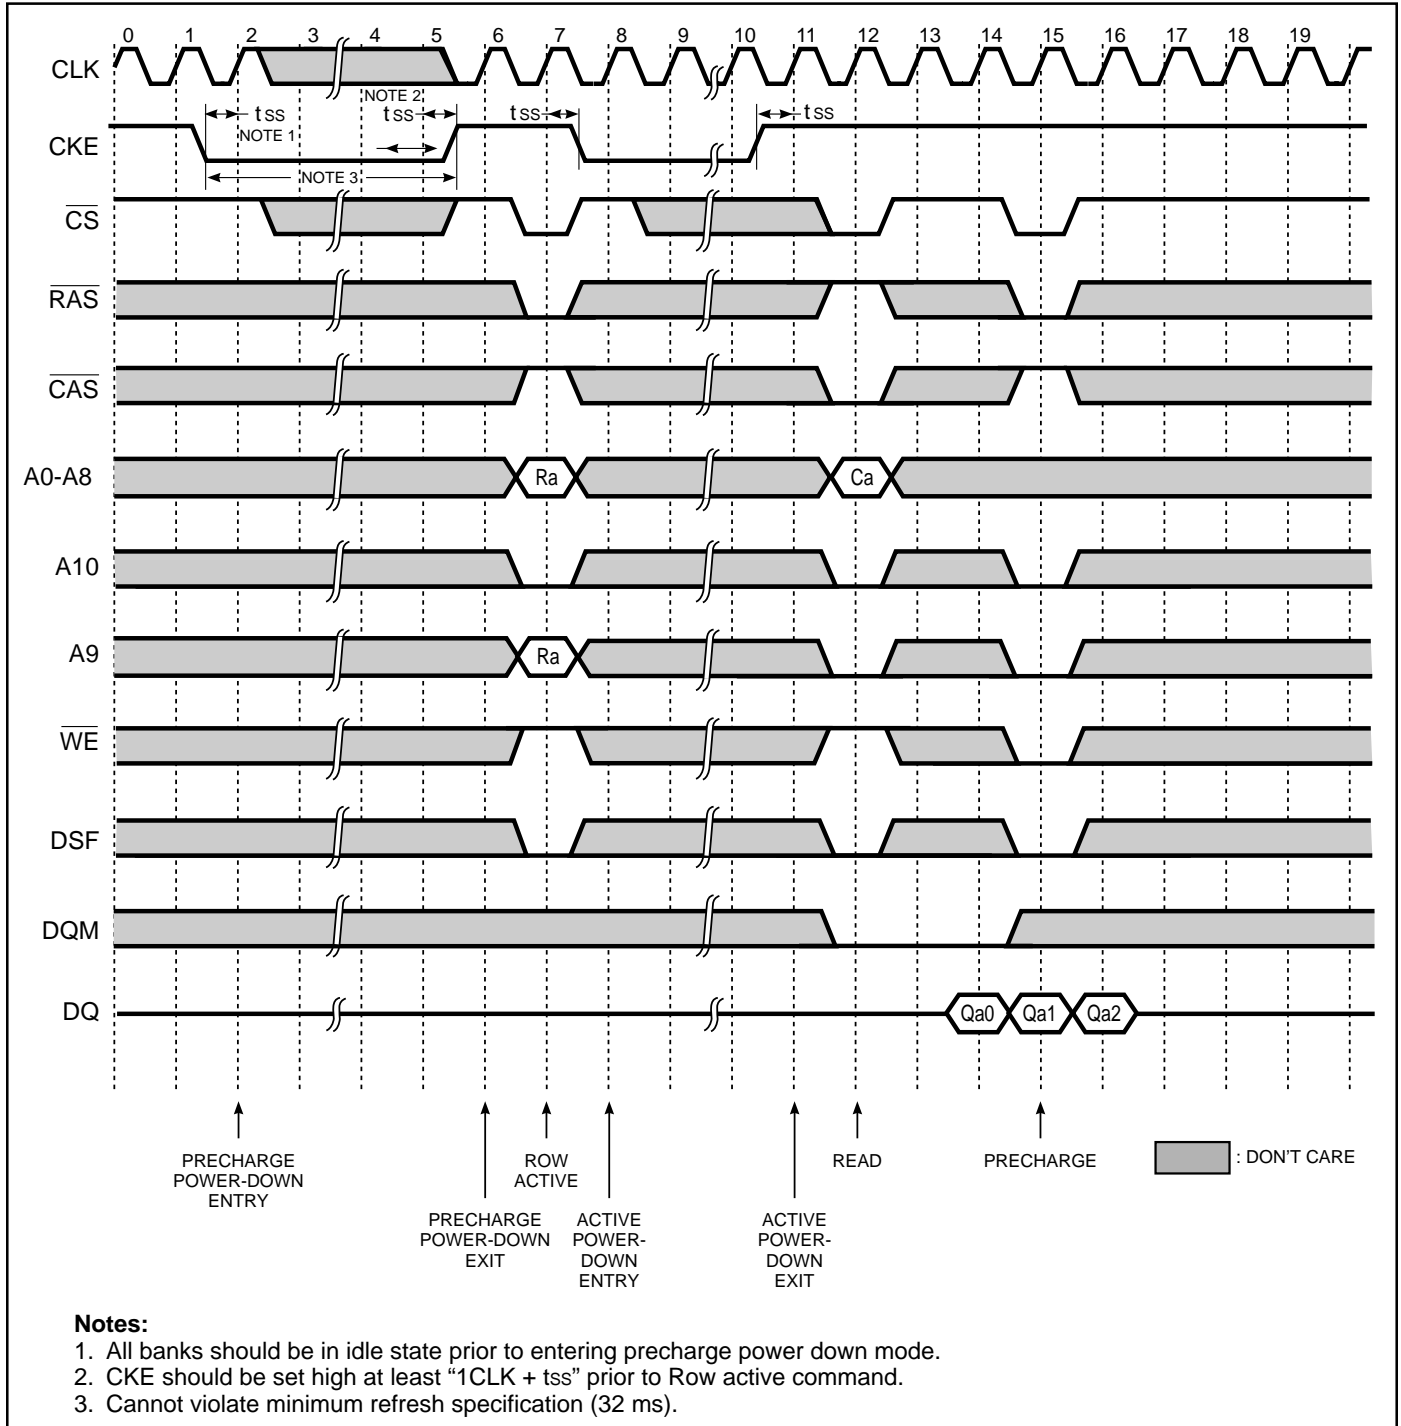 0 1 2 3 4 5 6 7 8 9 10 11 12 13 14 15 16 17 18 19
CLK
NOTE 2
tSS tSS tSS tSS
NOTE 1
CKE
NOTE 3
CS
RAS
CAS
A0-A8 Ra Ca
A10
A9 Ra
WE
DSF
DQM
DQ Qa0 Qa1 Qa2
PRECHARGE
POWER-DOWN
ENTRY
PRECHARGE
POWER-DOWN
EXIT
ROW
ACTIVE
ACTIVE
POWER-
DOWN
ENTRY
ACTIVE
POWER-
DOWN
EXIT
READ
PRECHARGE
: DON'T CARE
Notes:
1. All banks should be in idle state prior to entering precharge power down mode.
2. CKE should be set high at least “1CLK + tss” prior to Row active command.
3. Cannot violate minimum refresh specification (32 ms).